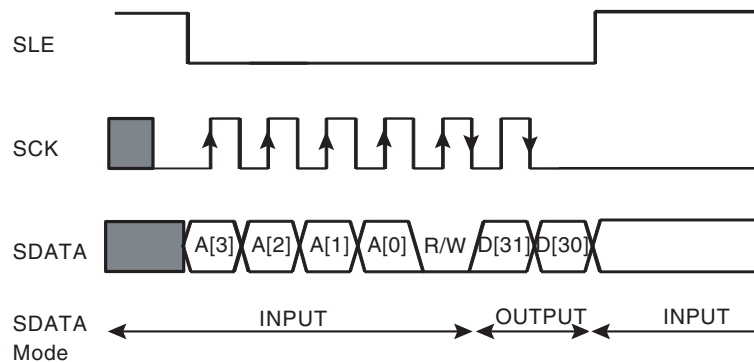 SLE
SCK
SDATA A[3] A[2] A[1] A[0] R/W D[31] D[30]
SDATA Mode INPUT OUTPUT INPUT